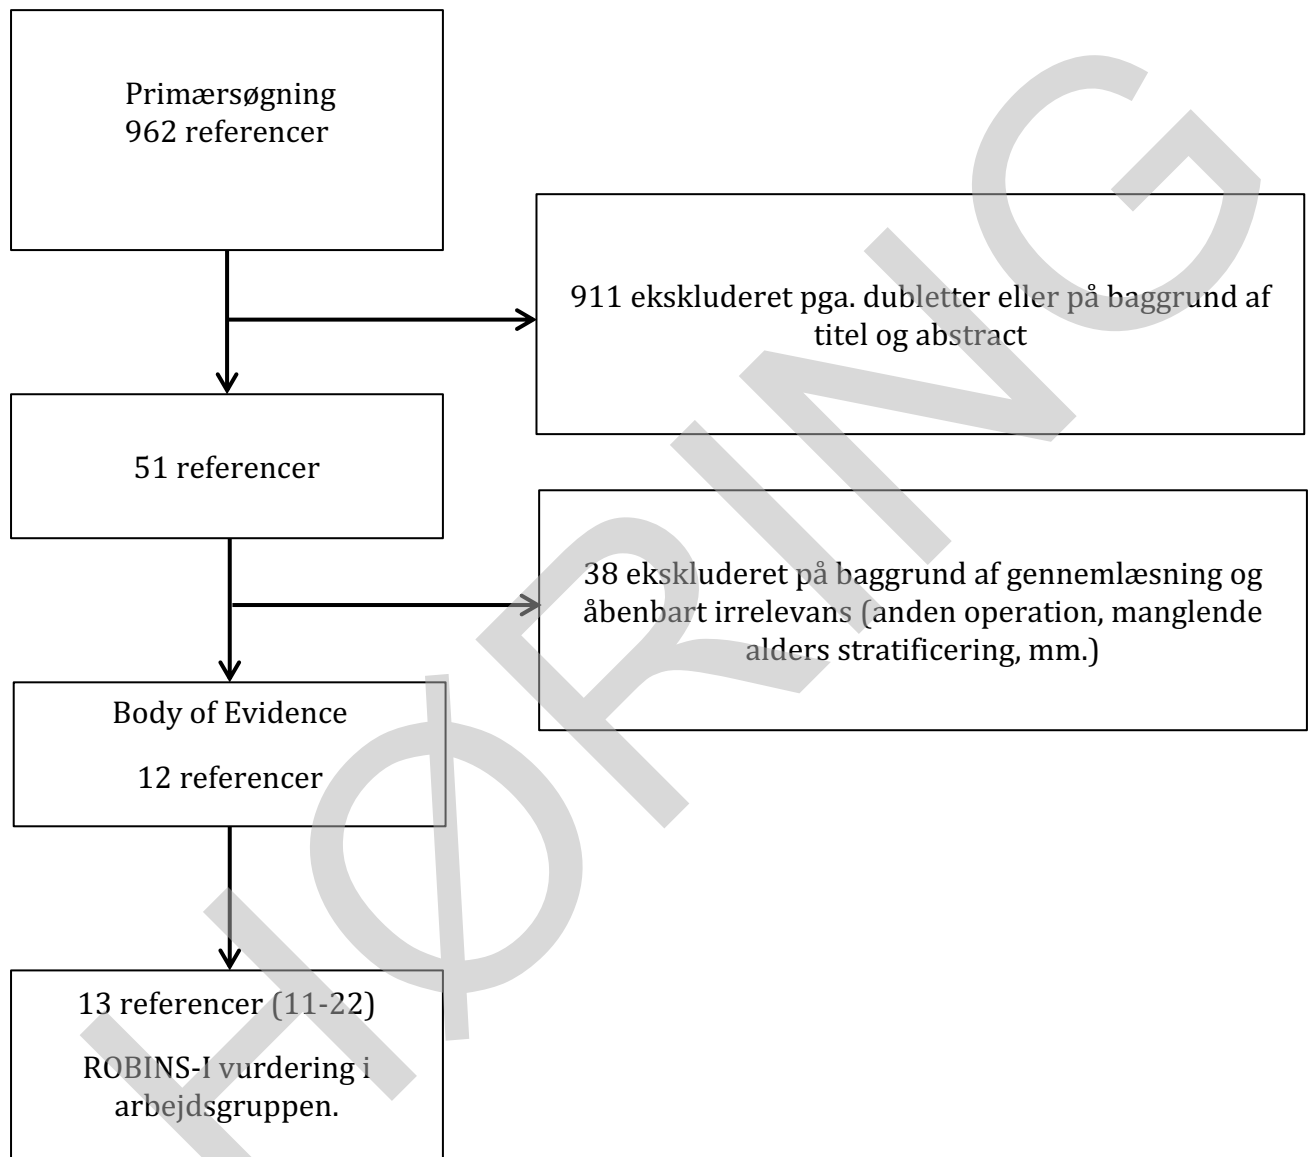 Primærsøgning
962 referencer
911 ekskluderet pga. dubletter eller på baggrund af
titel og abstract
51 referencer
38 ekskluderet på baggrund af gennemlæsning og
åbenbart irrelevans (anden operation, manglende
alders stratificering, mm.)
Body of Evidence
12 referencer
13 referencer (11-22)
ROBINS-I vurdering i
arbejdsgruppen.
HØRING